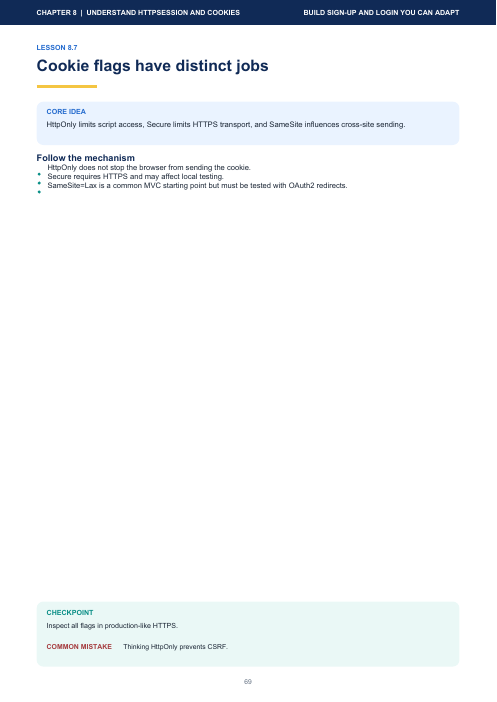 CHAPTER 8 | UNDERSTAND HTTPSESSION AND COOKIES BUILD SIGN-UP AND LOGIN YOU CAN ADAPT
LESSON 8.7
Cookie flags have distinct jobs
CORE IDEA
HttpOnly limits script access, Secure limits HTTPS transport, and SameSite influences cross-site sending.
Follow the mechanism
HttpOnly does not stop the browser from sending the cookie.
Secure requires HTTPS and may affect local testing.
SameSite=Lax is a common MVC starting point but must be tested with OAuth2 redirects.
CHECKPOINT
Inspect all flags in production-like HTTPS.
COMMON MISTAKE Thinking HttpOnly prevents CSRF.
69